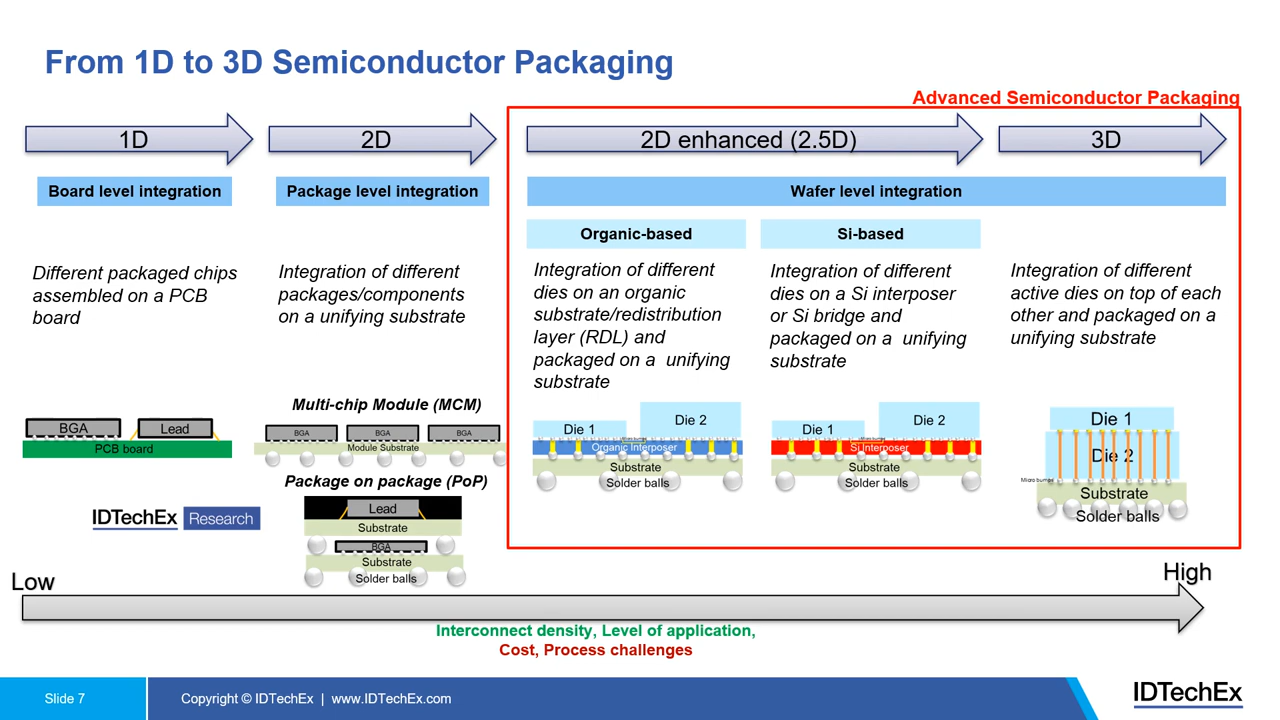 From 1D to 3D Semiconductor Packaging
Advanced Semiconductor Packaging
1D
2D
2D enhanced (2.5D)
3D
Board level integration
Package level integration
Wafer level integration
Organic-based
Si-based
Different packaged chips
assembled on a PCB
board
Integration of different
packages/components
on a unifying substrate
Integration of different
dies on an organic
substrate/redistribution
layer (RDL) and
packaged on a unifying
substrate
Integration of different
dies on a Si interposer
or Si bridge and
packaged on a unifying
substrate
Integration of different
active dies on top of each
other and packaged on a
unifying substrate
BGA
Lead
PCB board
Multi-chip Module (MCM)
BGA
BGA
BGA
Module Substrate
Package on package (PoP)
Lead
Substrate
BGA
Substrate
Solder balls
Die 1
Die 2
Micro bumps
Organic Interposer
Substrate
Solder balls
Die 1
Die 2
Micro bumps
Si Interposer
Substrate
Solder balls
Die 1
Die 2
Micro bumps
Substrate
Solder balls
IDTechEx Research
Low
High
Interconnect density, Level of application,
Cost, Process challenges
Slide 7
Copyright © IDTechEx | www.IDTechEx.com
IDTechEx